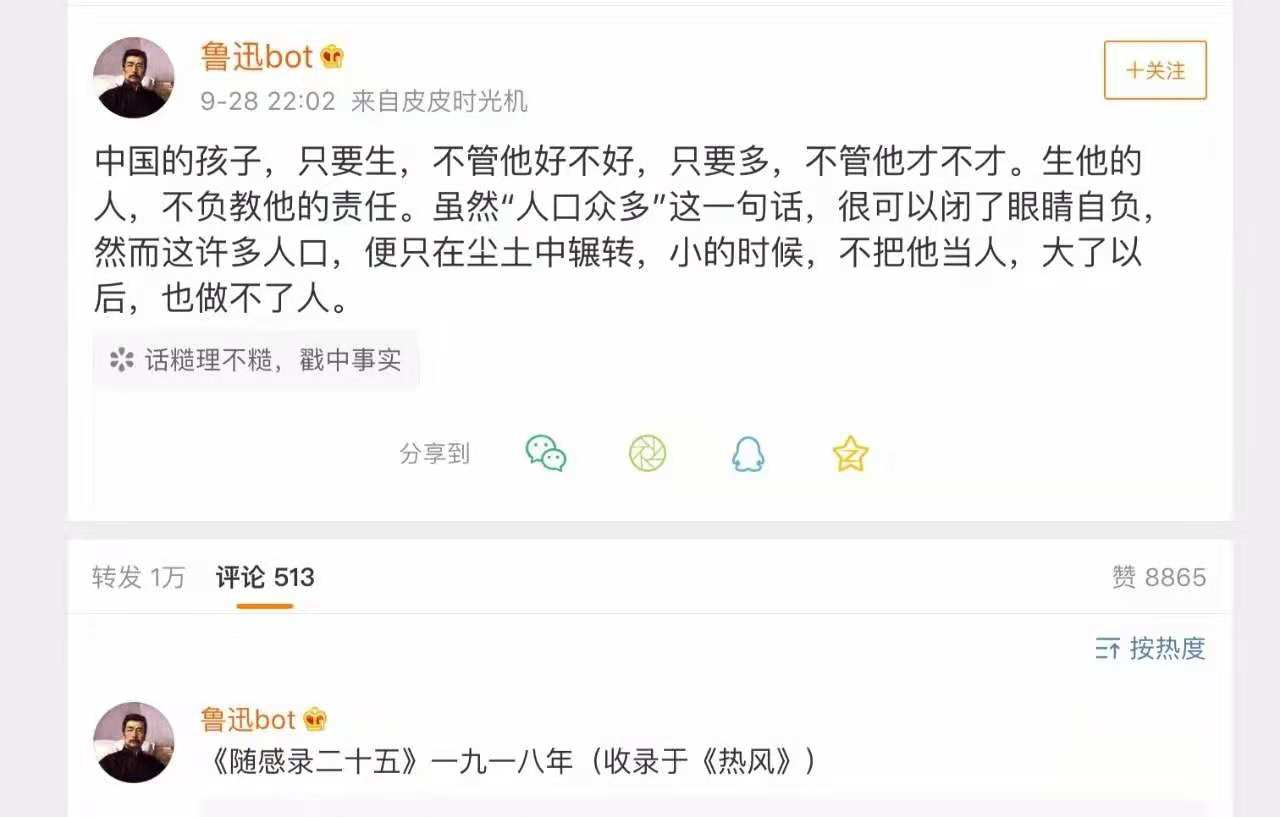 鲁迅bot
+关注
9-28 22:02 来自皮皮时光机
中国的孩子，只要生，不管他好不好，只要多，不管他才不才。生他的
人，不负教他的责任。虽然“人口众多”这一句话，很可以闭了眼睛自负，
然而这许多人口，便只在尘土中辗转，小的时候，不把他当人，大了以
后，也做不了人。
话糙理不糙，戳中事实
分享到
转发 1万 评论 513 赞 8865
按热度
鲁迅bot
《随感录二十五》一九一八年（收录于《热风》）